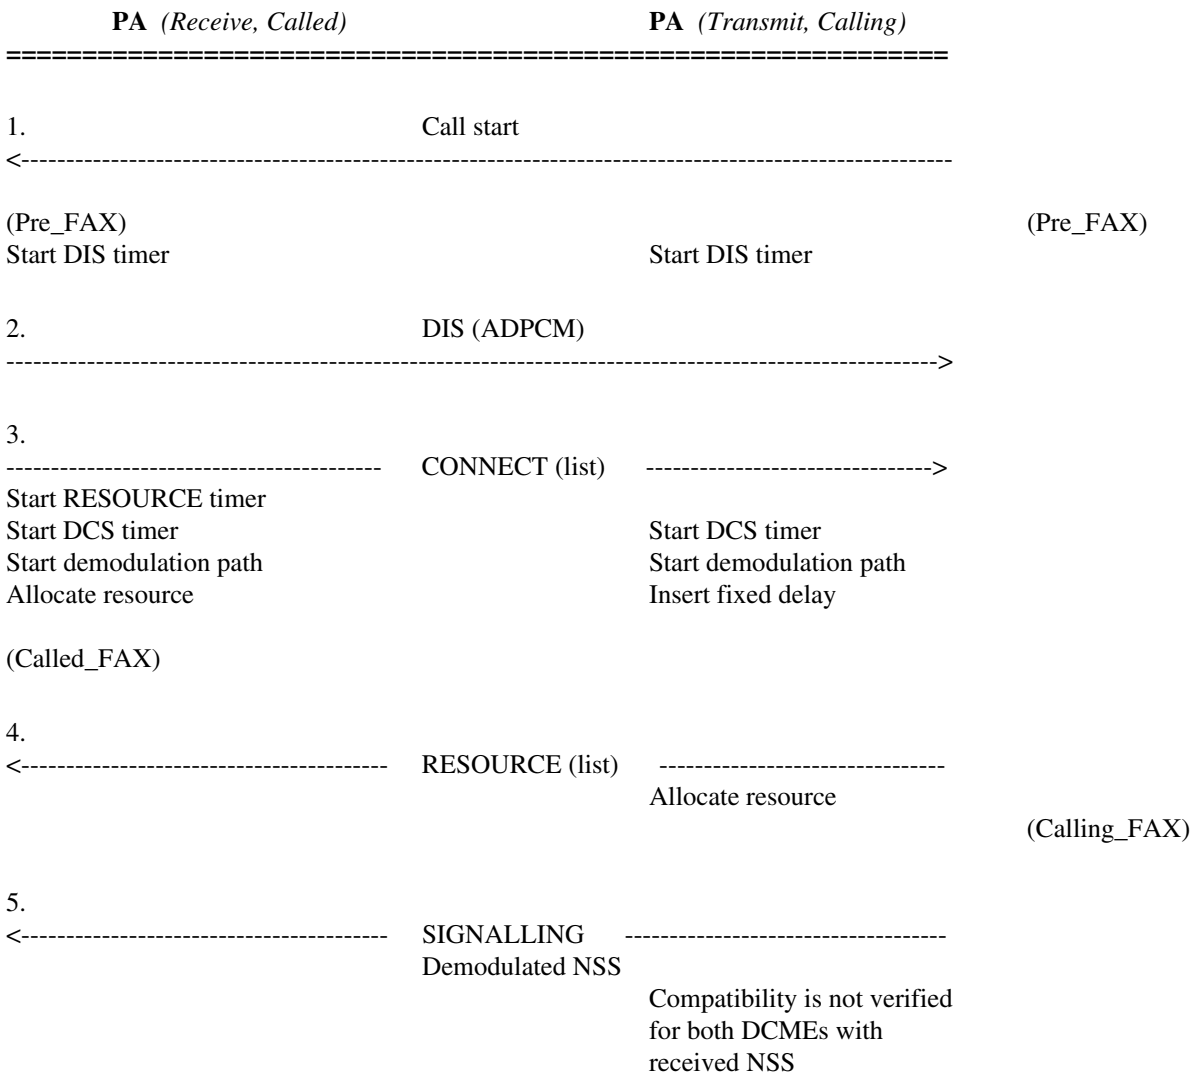 PA (Receive, Called) PA (Transmit, Calling)
===============================================================
1. Call start
<--------------------------------------------------------------------------------------------------------
(Pre_FAX) (Pre_FAX)
Start DIS timer Start DIS timer
2. DIS (ADPCM)
-------------------------------------------------------------------------------------------------------->
3.
------------------------------------------ CONNECT (list) -------------------------------->
Start RESOURCE timer
Start DCS timer Start DCS timer
Start demodulation path Start demodulation path
Allocate resource Insert fixed delay
(Called_FAX)
4.
<----------------------------------------- RESOURCE (list) --------------------------------
Allocate resource
(Calling_FAX)
5.
<----------------------------------------- SIGNALLING ------------------------------------
Demodulated NSS
Compatibility is not verified
for both DCMEs with
received NSS